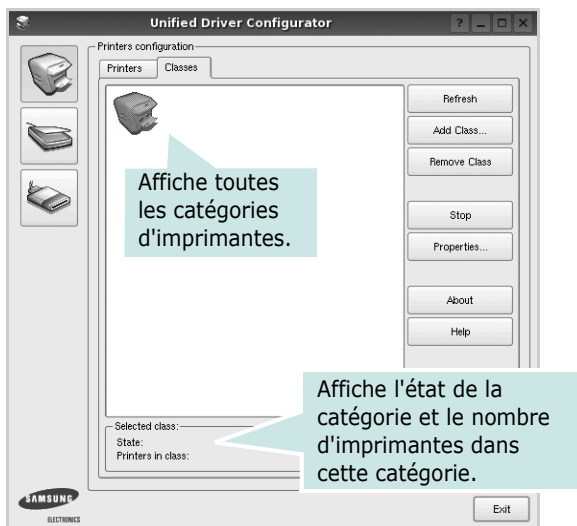 Unified Driver Configurator
Printers configuration
Printers
Classes
Refresh
Add Class...
Remove Class
Affiche toutes
les catégories
d'imprimantes.
Stop
Properties...
About
Help
Affiche l'état de la
catégorie et le nombre
d'imprimantes dans
cette catégorie.
Selected class:
State:
Printers in class:
SAMSUNG
ELECTRONICS
Exit